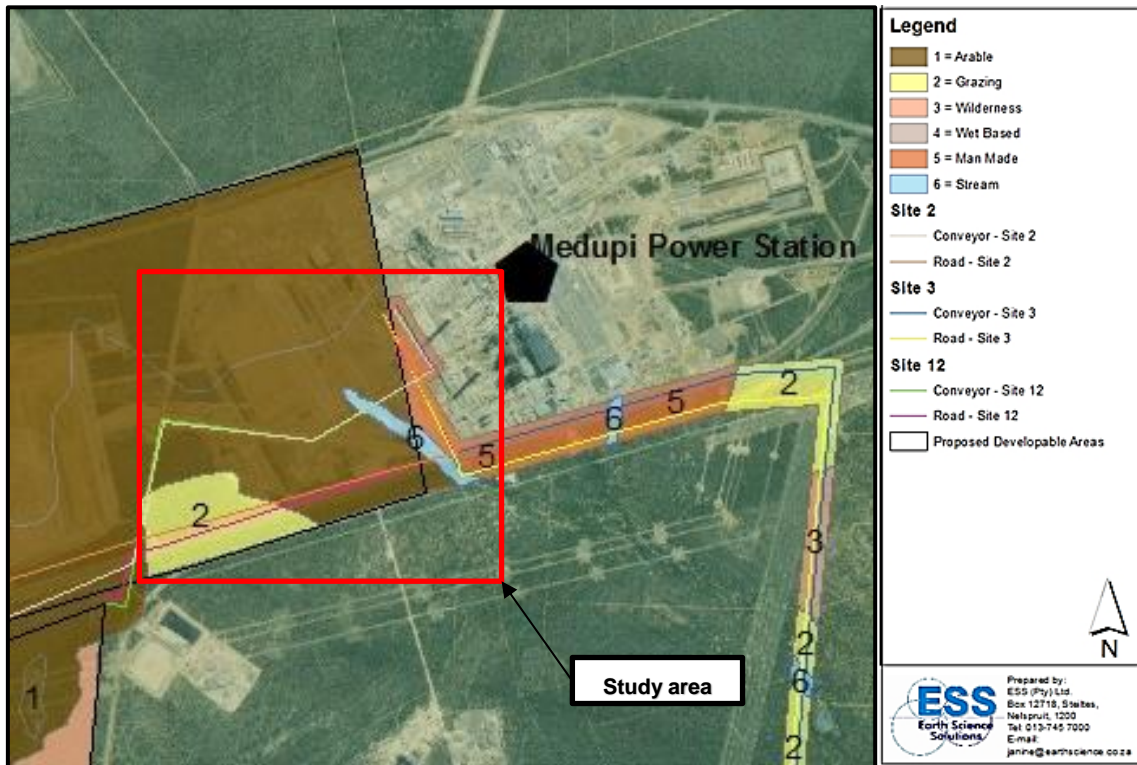 Medupi Power Station
2
6
5
6
5
2
3
2
6
2
1
Study area
Legend
1 = Arable
2 = Grazing
3 = Wilderness
4 = Wet Based
5 = Man Made
6 = Stream
Site 2
Conveyor - Site 2
Road - Site 2
Site 3
Conveyor - Site 3
Road - Site 3
Site 12
Conveyor - Site 12
Road - Site 12
Proposed Developable Areas
N
ESS
Earth Science
Solutions
Prepared by:
ESS (Pty) Ltd.
Box 12718, Steiltes,
Nelspruit, 1200
Tel: 013-745 7000
E-mail:
janine@earthscience.co.za